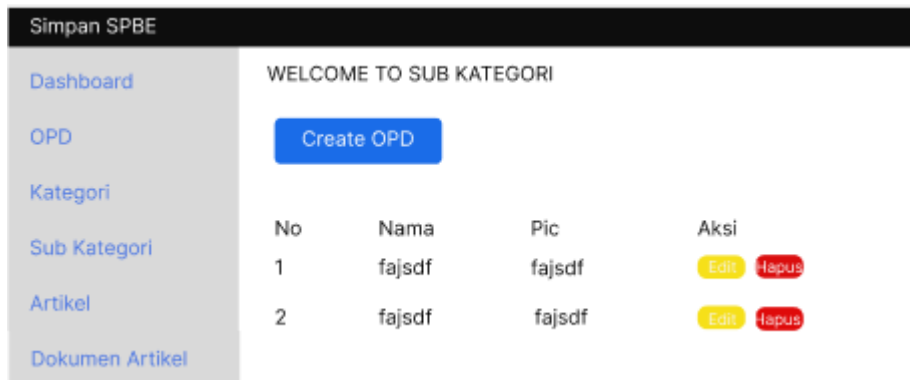 Simpan SPBE
Dashboard
OPD
Kategori
Sub Kategori
Artikel
Dokumen Artikel
WELCOME TO SUB KATEGORI
Create OPD
No Nama Pic Aksi
1 fajsdf fajsdf Edit Hapus
2 fajsdf fajsdf Edit Hapus